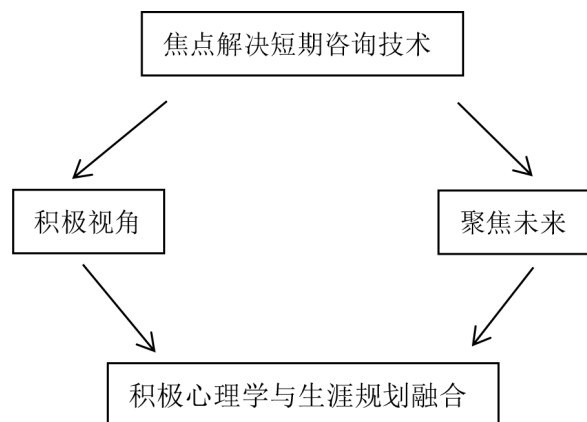 焦点解决短期咨询技术
积极视角
聚焦未来
积极心理学与生涯规划融合